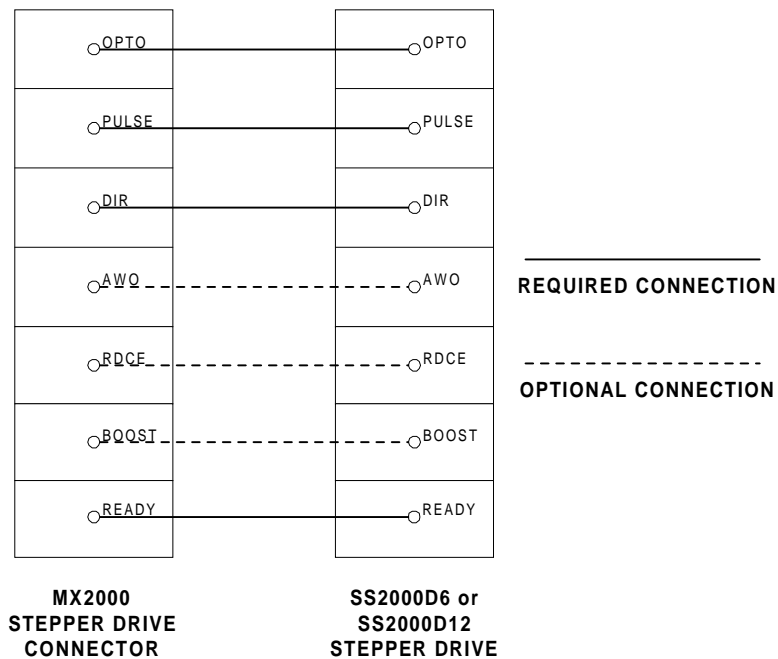 OPTO OPTO
PULSE PULSE
DIR DIR
AWO AWO
REQUIRED CONNECTION
RDCE RDCE
OPTIONAL CONNECTION
BOOST BOOST
READY READY
MX2000
STEPPER DRIVE
CONNECTOR
SS2000D6 or
SS2000D12
STEPPER DRIVE